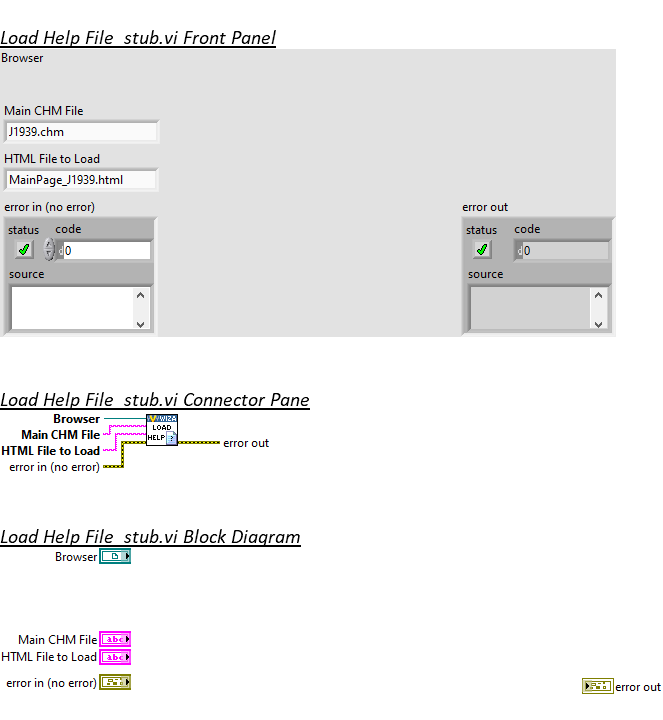 Load Help File_stub.vi Front Panel
Browser
Main CHM File
J1939.chm
HTML File to Load
MainPage_J1939.html
error in (no error)
error out
status code
0
status code
0
source
source
Load Help File_stub.vi Connector Pane
Browser
Main CHM File
HTML File to Load
error in (no error)
LOAD
HELP ?
error out
Load Help File_stub.vi Block Diagram
Browser
Main CHM File abc
HTML File to Load abc
error in (no error)
error out